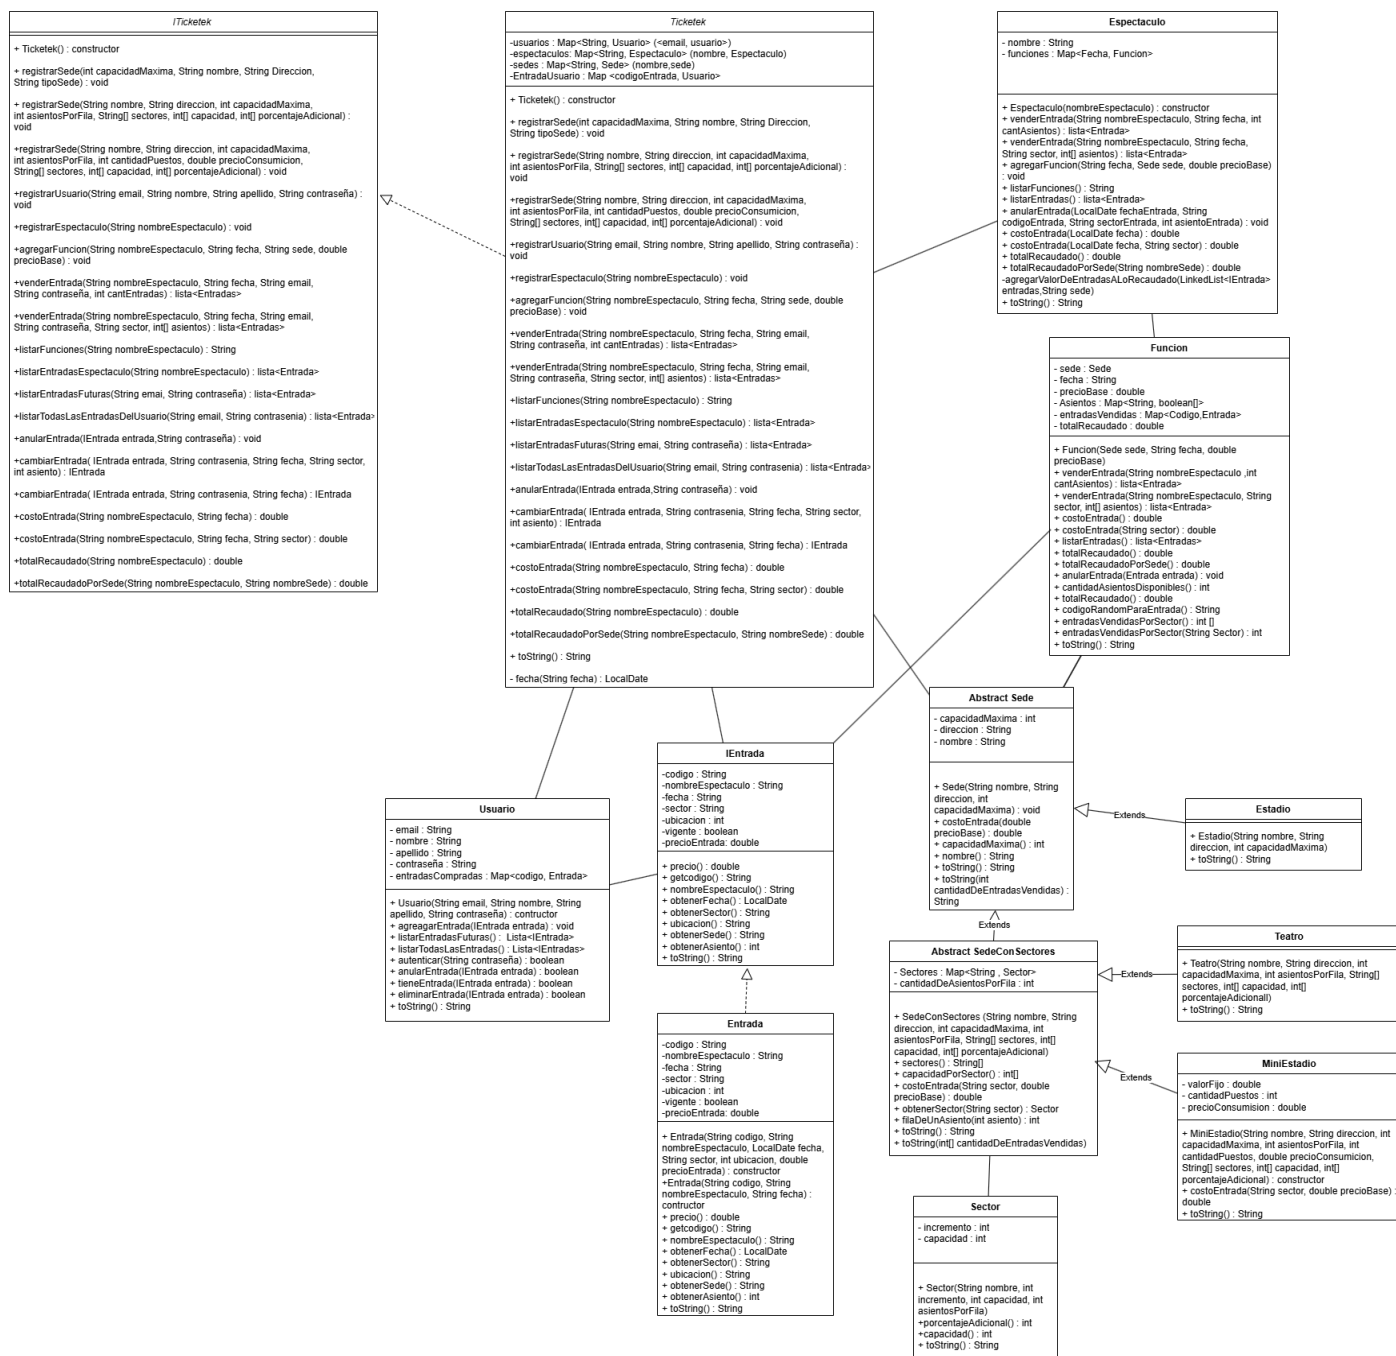 ITicketek
+ Ticketek() : constructor
+ registrarSede(int capacidadMaxima, String nombre, String Direccion,
String tipoSede) : void
+ registrarSede(String nombre, String direccion, int capacidadMaxima,
int asientosPorFila, String[] sectores, int[] capacidad, int[] porcentajeAdicional) :
void
+registrarSede(String nombre, String direccion, int capacidadMaxima,
int asientosPorFila, int cantidadPuestos, double precioConsumicion,
String[] sectores, int[] capacidad, int[] porcentajeAdicional) : void
+registrarUsuario(String email, String nombre, String apellido, String contraseña) :
void
+registrarEspectaculo(String nombreEspectaculo) : void
+agregarFuncion(String nombreEspectaculo, String fecha, String sede, double
precioBase) : void
+venderEntrada(String nombreEspectaculo, String fecha, String email,
String contraseña, int cantEntradas) : lista<Entradas>
+venderEntrada(String nombreEspectaculo, String fecha, String email,
String contraseña, String sector, int[] asientos) : lista<Entradas>
+listarFunciones(String nombreEspectaculo) : String
+listarEntradasEspectaculo(String nombreEspectaculo) : lista<Entrada>
+listarEntradasFuturas(String emai, String contraseña) : lista<Entrada>
+listarTodasLasEntradasDelUsuario(String email, String contrasenia) : lista<Entrada>
+anularEntrada(IEntrada entrada,String contraseña) : void
+cambiarEntrada( IEntrada entrada, String contrasenia, String fecha, String sector,
int asiento) : IEntrada
+cambiarEntrada( IEntrada entrada, String contrasenia, String fecha) : IEntrada
+costoEntrada(String nombreEspectaculo, String fecha) : double
+costoEntrada(String nombreEspectaculo, String fecha, String sector) : double
+totalRecaudado(String nombreEspectaculo) : double
+totalRecaudadoPorSede(String nombreEspectaculo, String nombreSede) : double
Ticketek
-usuarios : Map<String, Usuario> (<email, usuario>)
-espectaculos: Map<String, Espectaculo> (nombre, Espectaculo)
-sedes : Map<String, Sede> (nombre,sede)
-EntradaUsuario : Map <codigoEntrada, Usuario>
+ Ticketek() : constructor
+ registrarSede(int capacidadMaxima, String nombre, String Direccion,
String tipoSede) : void
+ registrarSede(String nombre, String direccion, int capacidadMaxima,
int asientosPorFila, String[] sectores, int[] capacidad, int[] porcentajeAdicional) :
void
+registrarSede(String nombre, String direccion, int capacidadMaxima,
int asientosPorFila, int cantidadPuestos, double precioConsumicion,
String[] sectores, int[] capacidad, int[] porcentajeAdicional) : void
+registrarUsuario(String email, String nombre, String apellido, String contraseña) :
void
+registrarEspectaculo(String nombreEspectaculo) : void
+agregarFuncion(String nombreEspectaculo, String fecha, String sede, double
precioBase) : void
+venderEntrada(String nombreEspectaculo, String fecha, String email,
String contraseña, int cantEntradas) : lista<Entradas>
+venderEntrada(String nombreEspectaculo, String fecha, String email,
String contraseña, String sector, int[] asientos) : lista<Entradas>
+listarFunciones(String nombreEspectaculo) : String
+listarEntradasEspectaculo(String nombreEspectaculo) : lista<Entrada>
+listarEntradasFuturas(String emai, String contraseña) : lista<Entrada>
+listarTodasLasEntradasDelUsuario(String email, String contrasenia) : lista<Entrada>
+anularEntrada(IEntrada entrada,String contraseña) : void
+cambiarEntrada( IEntrada entrada, String contrasenia, String fecha, String sector,
int asiento) : IEntrada
+cambiarEntrada( IEntrada entrada, String contrasenia, String fecha) : IEntrada
+costoEntrada(String nombreEspectaculo, String fecha) : double
+costoEntrada(String nombreEspectaculo, String fecha, String sector) : double
+totalRecaudado(String nombreEspectaculo) : double
+totalRecaudadoPorSede(String nombreEspectaculo, String nombreSede) : double
+ toString() : String
- fecha(String fecha) : LocalDate
Espectaculo
- nombre : String
- funciones : Map<Fecha, Funcion>
+ Espectaculo(nombreEspectaculo) : constructor
+ venderEntrada(String nombreEspectaculo, String fecha, int
cantAsientos) : lista<Entrada>
+ venderEntrada(String nombreEspectaculo, String fecha,
String sector, int[] asientos) : lista<Entrada>
+ agregarFuncion(String fecha, Sede sede, double precioBase)
: void
+ listarFunciones() : String
+ listarEntradas() : lista<Entrada>
+ anularEntrada(LocalDate fechaEntrada, String
codigoEntrada, String sectorEntrada, int asientoEntrada) : void
+ costoEntrada(LocalDate fecha) : double
+ costoEntrada(LocalDate fecha, String sector) : double
+ totalRecaudado() : double
+ totalRecaudadoPorSede(String nombreSede) : double
-agregarValorDeEntradasALoRecaudado(LinkedList<IEntrada>
entradas,String sede)
+ toString() : String
Funcion
- sede : Sede
- fecha : String
- precioBase : double
- Asientos : Map<String, boolean[]>
- entradasVendidas : Map<Codigo,Entrada>
- totalRecaudado : double
+ Funcion(Sede sede, String fecha, double
precioBase)
+ venderEntrada(String nombreEspectaculo ,int
cantAsientos) : lista<Entrada>
+ venderEntrada(String nombreEspectaculo, String
sector, int[] asientos) : lista<Entrada>
+ costoEntrada() : double
+ costoEntrada(String sector) : double
+ listarEntradas() : lista<Entradas>
+ totalRecaudado() : double
+ totalRecaudadoPorSede() : double
+ anularEntrada(Entrada entrada) : void
+ cantidadAsientosDisponibles() : int
+ totalRecaudado() : double
+ codigoRandomParaEntrada() : String
+ entradasVendidasPorSector() : int []
+ entradasVendidasPorSector(String Sector) : int
+ toString() : String
Abstract Sede
- capacidadMaxima : int
- direccion : String
- nombre : String
+ Sede(String nombre, String
direccion, int
capacidadMaxima) : void
+ costoEntrada(double
precioBase) : double
+ capacidadMaxima() : int
+ nombre() : String
+ toString() : String
+ toString(int
cantidadDeEntradasVendidas) :
String
Extends
Estadio
+ Estadio(String nombre, String
direccion, int capacidadMaxima)
+ toString() : String
IEntrada
-codigo : String
-nombreEspectaculo : String
-fecha : String
-sector : String
-ubicacion : int
-vigente : boolean
-precioEntrada: double
+ precio() : double
+ getcodigo() : String
+ nombreEspectaculo() : String
+ obtenerFecha() : LocalDate
+ obtenerSector() : String
+ ubicacion() : String
+ obtenerSede() : String
+ obtenerAsiento() : int
+ toString() : String
Usuario
- email : String
- nombre : String
- apellido : String
- contraseña : String
- entradasCompradas : Map<codigo, Entrada>
+ Usuario(String email, String nombre, String
apellido, String contraseña) : contructor
+ agreagarEntrada(IEntrada entrada) : void
+ listarEntradasFuturas() :  Lista<IEntrada>
+ listarTodasLasEntradas() : Lista<IEntradas>
+ autenticar(String contraseña) : boolean
+ anularEntrada(IEntrada entrada) : boolean
+ tieneEntrada(IEntrada entrada) : boolean
+ eliminarEntrada(IEntrada entrada) : boolean
+ toString() : String
Extends
Abstract SedeConSectores
- Sectores : Map<String , Sector>
- cantidadDeAsientosPorFila : int
+ SedeConSectores (String nombre, String
direccion, int capacidadMaxima, int
asientosPorFila, String[] sectores, int[]
capacidad, int[] porcentajeAdicional)
+ sectores() : String[]
+ capacidadPorSector() : int[]
+ costoEntrada(String sector, double
precioBase) : double
+ obtenerSector(String sector) : Sector
+ filaDeUnAsiento(int asiento) : int
+ toString() : String
+ toString(int[] cantidadDeEntradasVendidas)
Extends
Teatro
+ Teatro(String nombre, String direccion, int
capacidadMaxima, int asientosPorFila, String[]
sectores, int[] capacidad, int[]
porcentajeAdicionall)
+ toString() : String
Extends
MiniEstadio
- valorFijo : double
- cantidadPuestos : int
- precioConsumision : double
+ MiniEstadio(String nombre, String direccion, int
capacidadMaxima, int asientosPorFila, int
cantidadPuestos, double precioConsumicion,
String[] sectores, int[] capacidad, int[]
porcentajeAdicional) : constructor
+ costoEntrada(String sector, double precioBase) :
double
+ toString() : String
Entrada
-codigo : String
-nombreEspectaculo : String
-fecha : String
-sector : String
-ubicacion : int
-vigente : boolean
-precioEntrada: double
+ Entrada(String codigo, String
nombreEspectaculo, LocalDate fecha,
String sector, int ubicacion, double
precioEntrada) : constructor
+Entrada(String codigo, String
nombreEspectaculo, String fecha) :
contructor
+ precio() : double
+ getcodigo() : String
+ nombreEspectaculo() : String
+ obtenerFecha() : LocalDate
+ obtenerSector() : String
+ ubicacion() : String
+ obtenerSede() : String
+ obtenerAsiento() : int
+ toString() : String
Sector
- incremento : int
- capacidad : int
+ Sector(String nombre, int
incremento, int capacidad, int
asientosPorFila)
+porcentajeAdicional() : int
+capacidad() : int
+ toString() : String